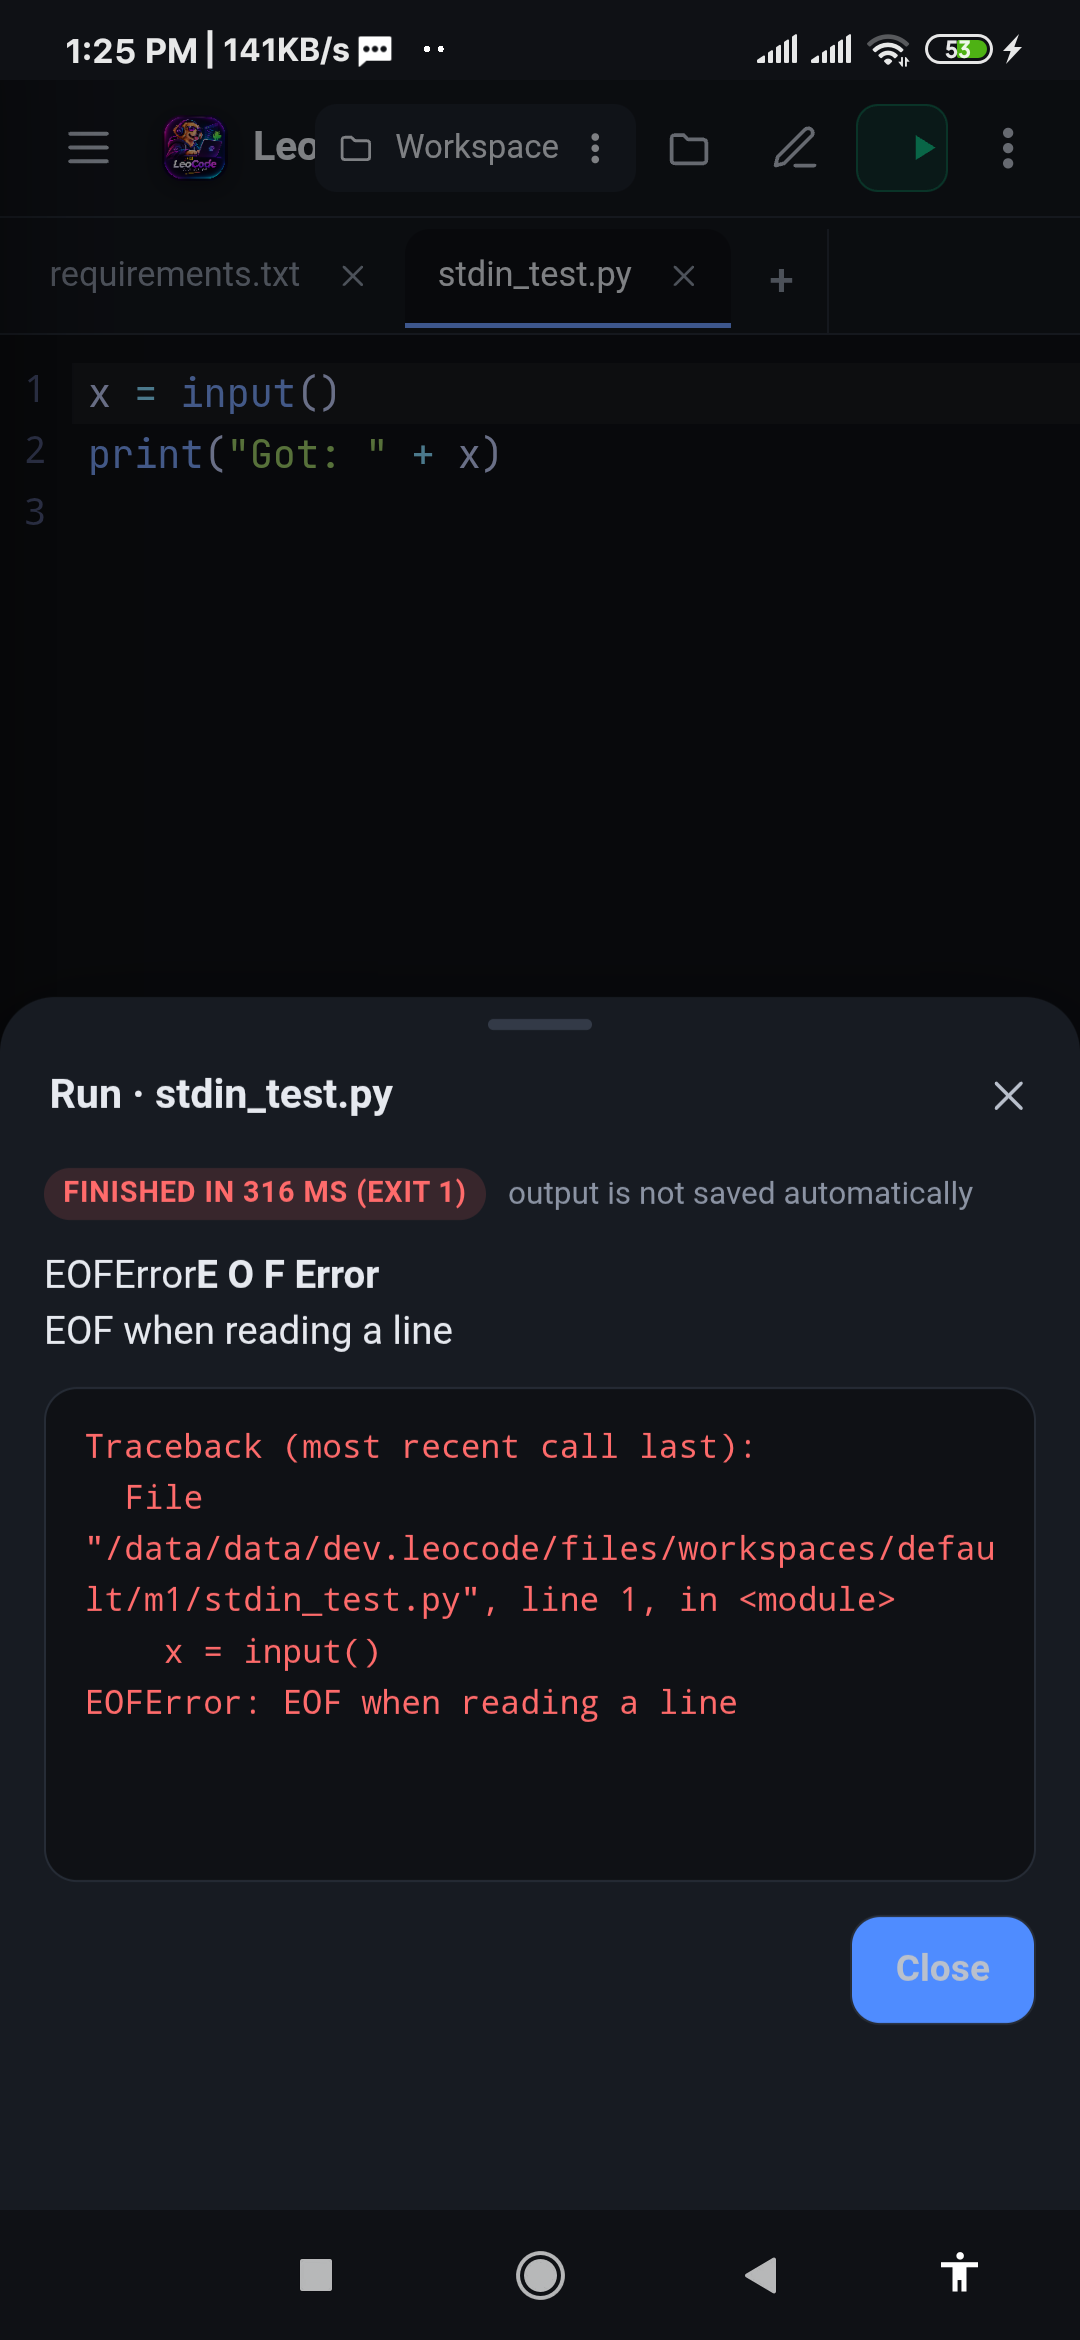 1:25 PM | 141KB/s
53
LeoCode
Leo
Workspace
requirements.txt
stdin_test.py
+
1 x = input()
2 print("Got: " + x)
3
Run · stdin_test.py
FINISHED IN 316 MS (EXIT 1) output is not saved automatically
EOFErrorE O F Error
EOF when reading a line
Traceback (most recent call last):
  File
"/data/data/dev.leocode/files/workspaces/defau
lt/m1/stdin_test.py", line 1, in <module>
    x = input()
EOFError: EOF when reading a line
Close